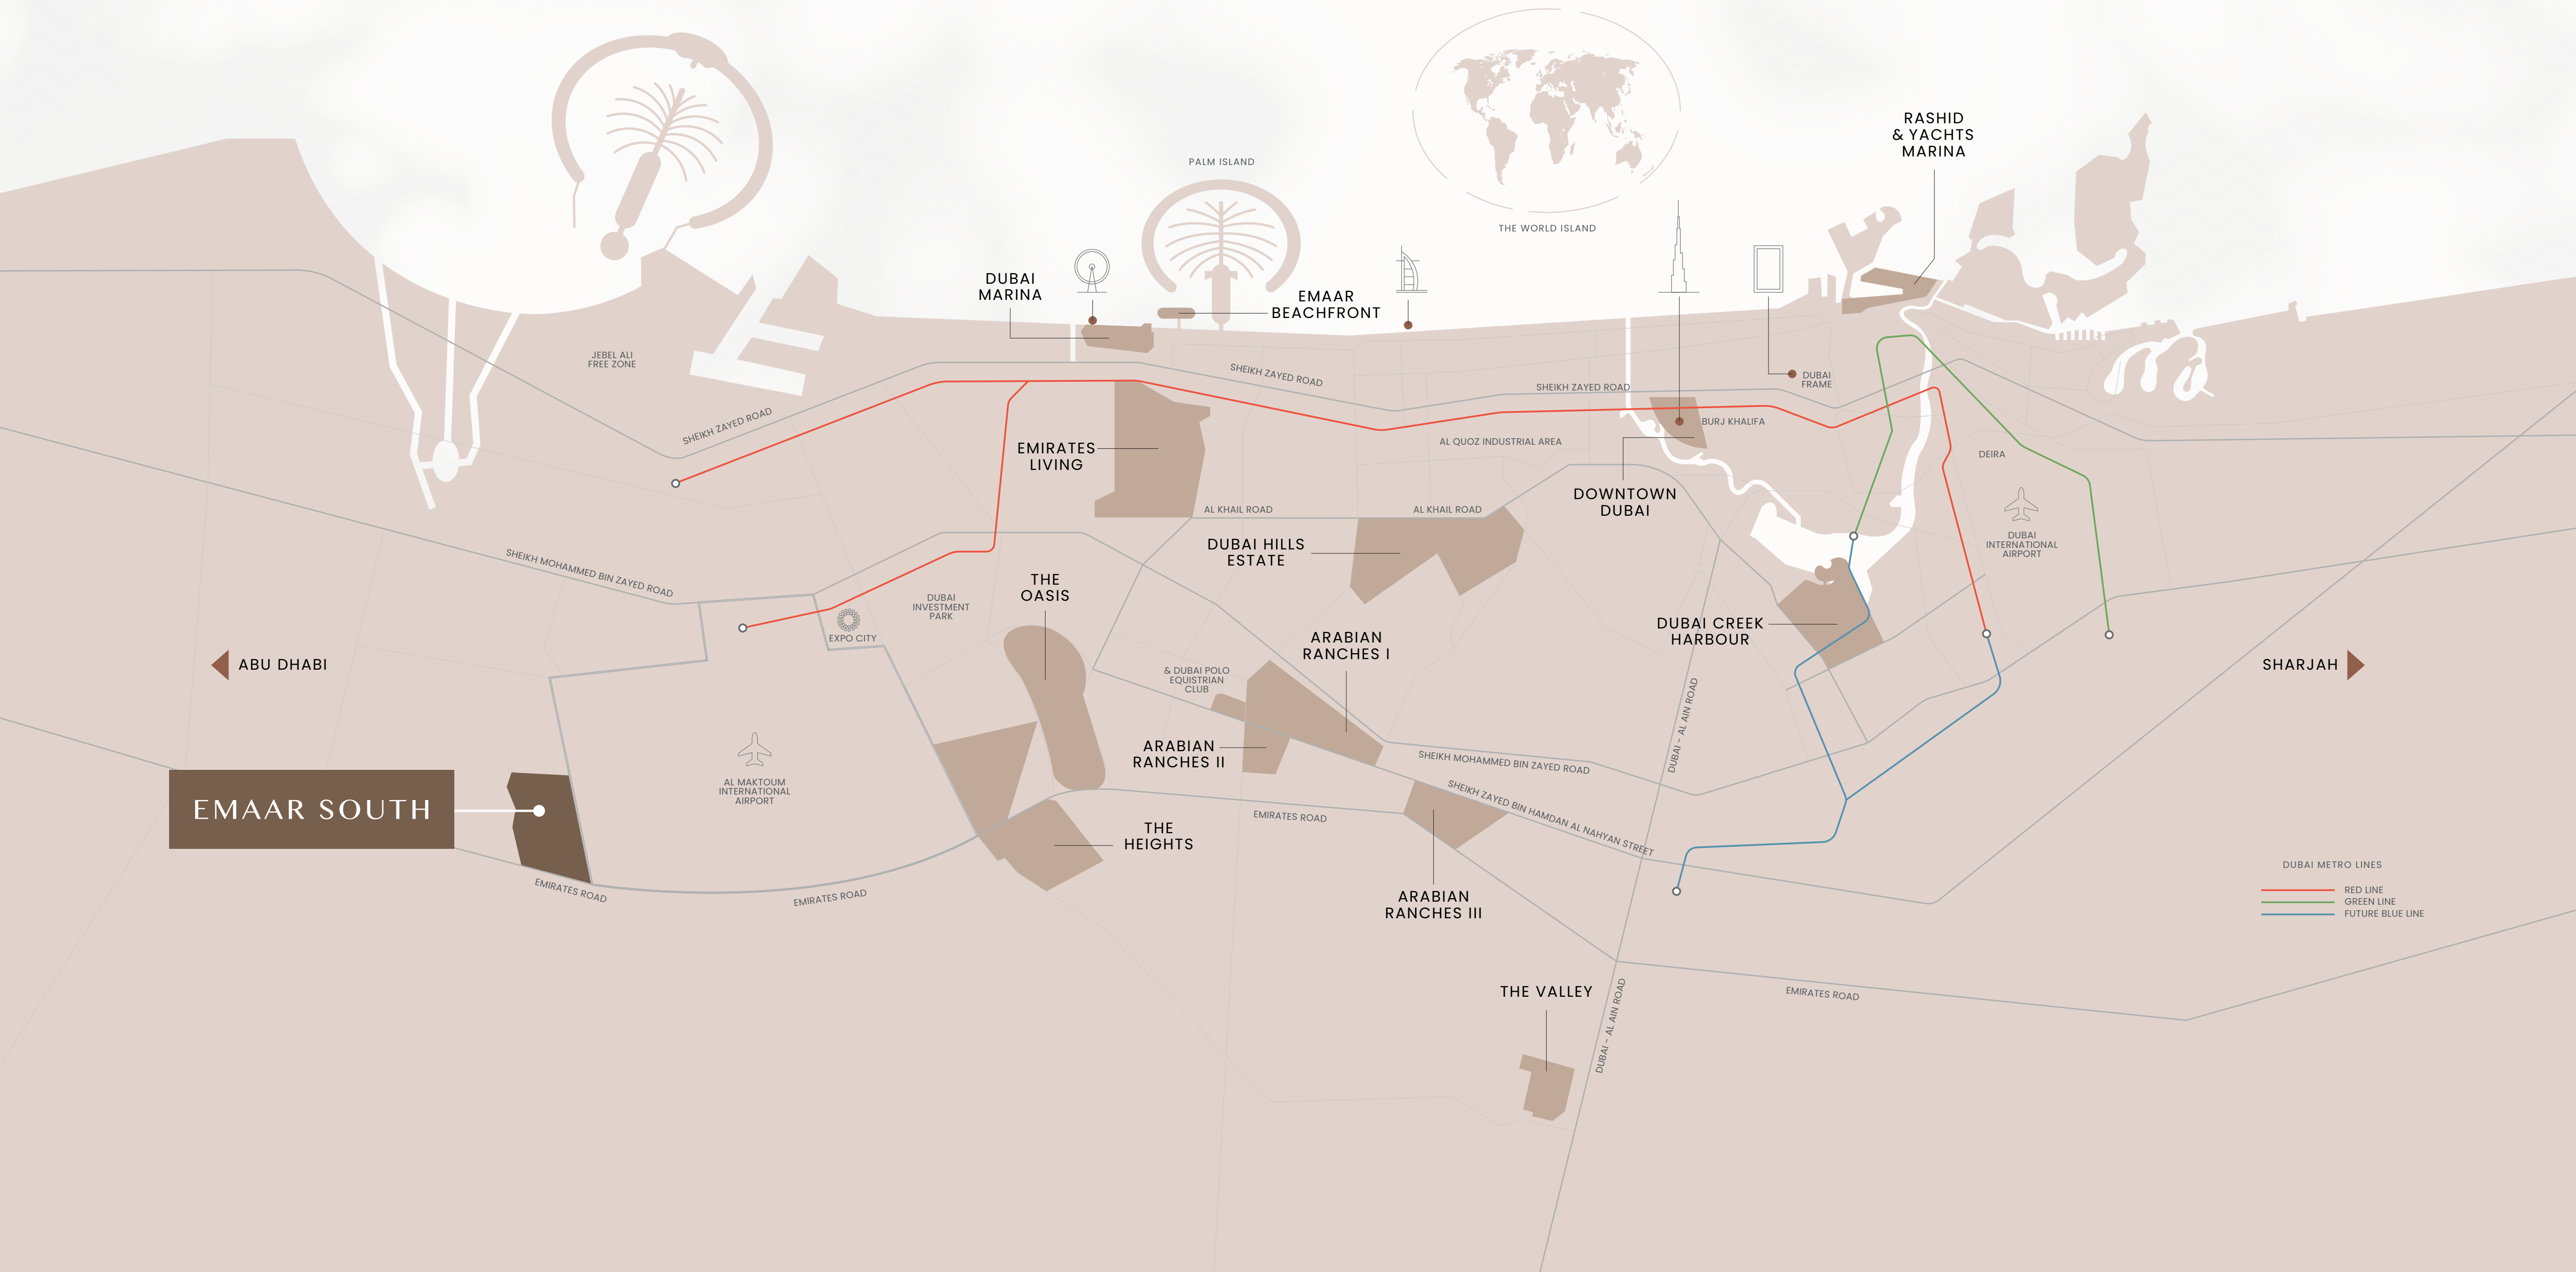 RASHID
& YACHTS
MARINA
PALM ISLAND
THE WORLD ISLAND
DUBAI
MARINA
EMAAR
BEACHFRONT
JEBEL ALI
FREE ZONE
SHEIKH ZAYED ROAD
SHEIKH ZAYED ROAD
SHEIKH ZAYED ROAD
DUBAI
FRAME
BURJ KHALIFA
AL QUOZ INDUSTRIAL AREA
EMIRATES
LIVING
DEIRA
DOWNTOWN
DUBAI
AL KHAIL ROAD
AL KHAIL ROAD
DUBAI
INTERNATIONAL
AIRPORT
DUBAI HILLS
ESTATE
SHEIKH MOHAMMED BIN ZAYED ROAD
THE
OASIS
DUBAI
INVESTMENT
PARK
EXPO CITY
DUBAI CREEK
HARBOUR
ARABIAN
RANCHES I
ABU DHABI
SHARJAH
& DUBAI POLO
EQUESTRIAN
CLUB
DUBAI - AL AIN ROAD
ARABIAN
RANCHES II
SHEIKH MOHAMMED BIN ZAYED ROAD
AL MAKTOUM
INTERNATIONAL
AIRPORT
EMAAR SOUTH
SHEIKH ZAYED BIN HAMDAN AL NAHYAN STREET
EMIRATES ROAD
THE
HEIGHTS
DUBAI METRO LINES
RED LINE
GREEN LINE
FUTURE BLUE LINE
EMIRATES ROAD
EMIRATES ROAD
ARABIAN
RANCHES III
THE VALLEY
EMIRATES ROAD
DUBAI - AL AIN ROAD